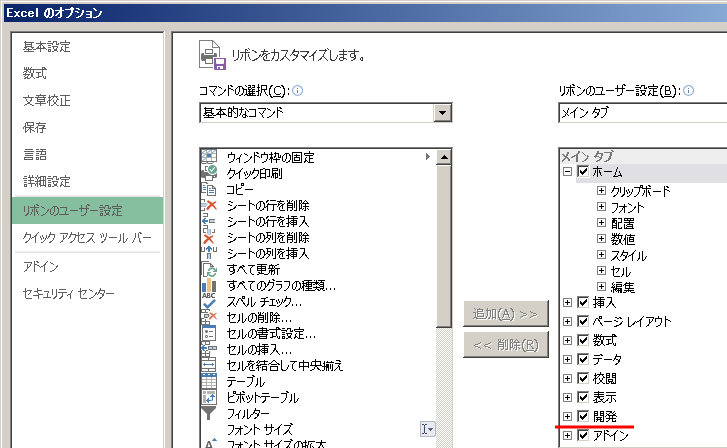 Excel のオプション
基本設定
数式
文章校正
保存
言語
詳細設定
リボンのユーザー設定
クイック アクセス ツール バー
アドイン
セキュリティ センター
リボンをカスタマイズします。
コマンドの選択(C):
基本的なコマンド
ウィンドウ枠の固定
クイック印刷
コピー
シートの行を削除
シートの行を挿入
シートの列を削除
シートの列を挿入
すべて更新
すべてのグラフの種類...
スペル チェック...
セルの削除...
セルの書式設定...
セルの挿入...
セルを結合して中央揃え
テーブル
ピボットテーブル
フィルター
フォント サイズ
フォント サイズの拡大
追加(A) >>
<< 削除(R)
リボンのユーザー設定(B):
メイン タブ
メイン タブ
ホーム
クリップボード
フォント
配置
数値
スタイル
セル
編集
挿入
ページ レイアウト
数式
データ
校閲
表示
開発
アドイン